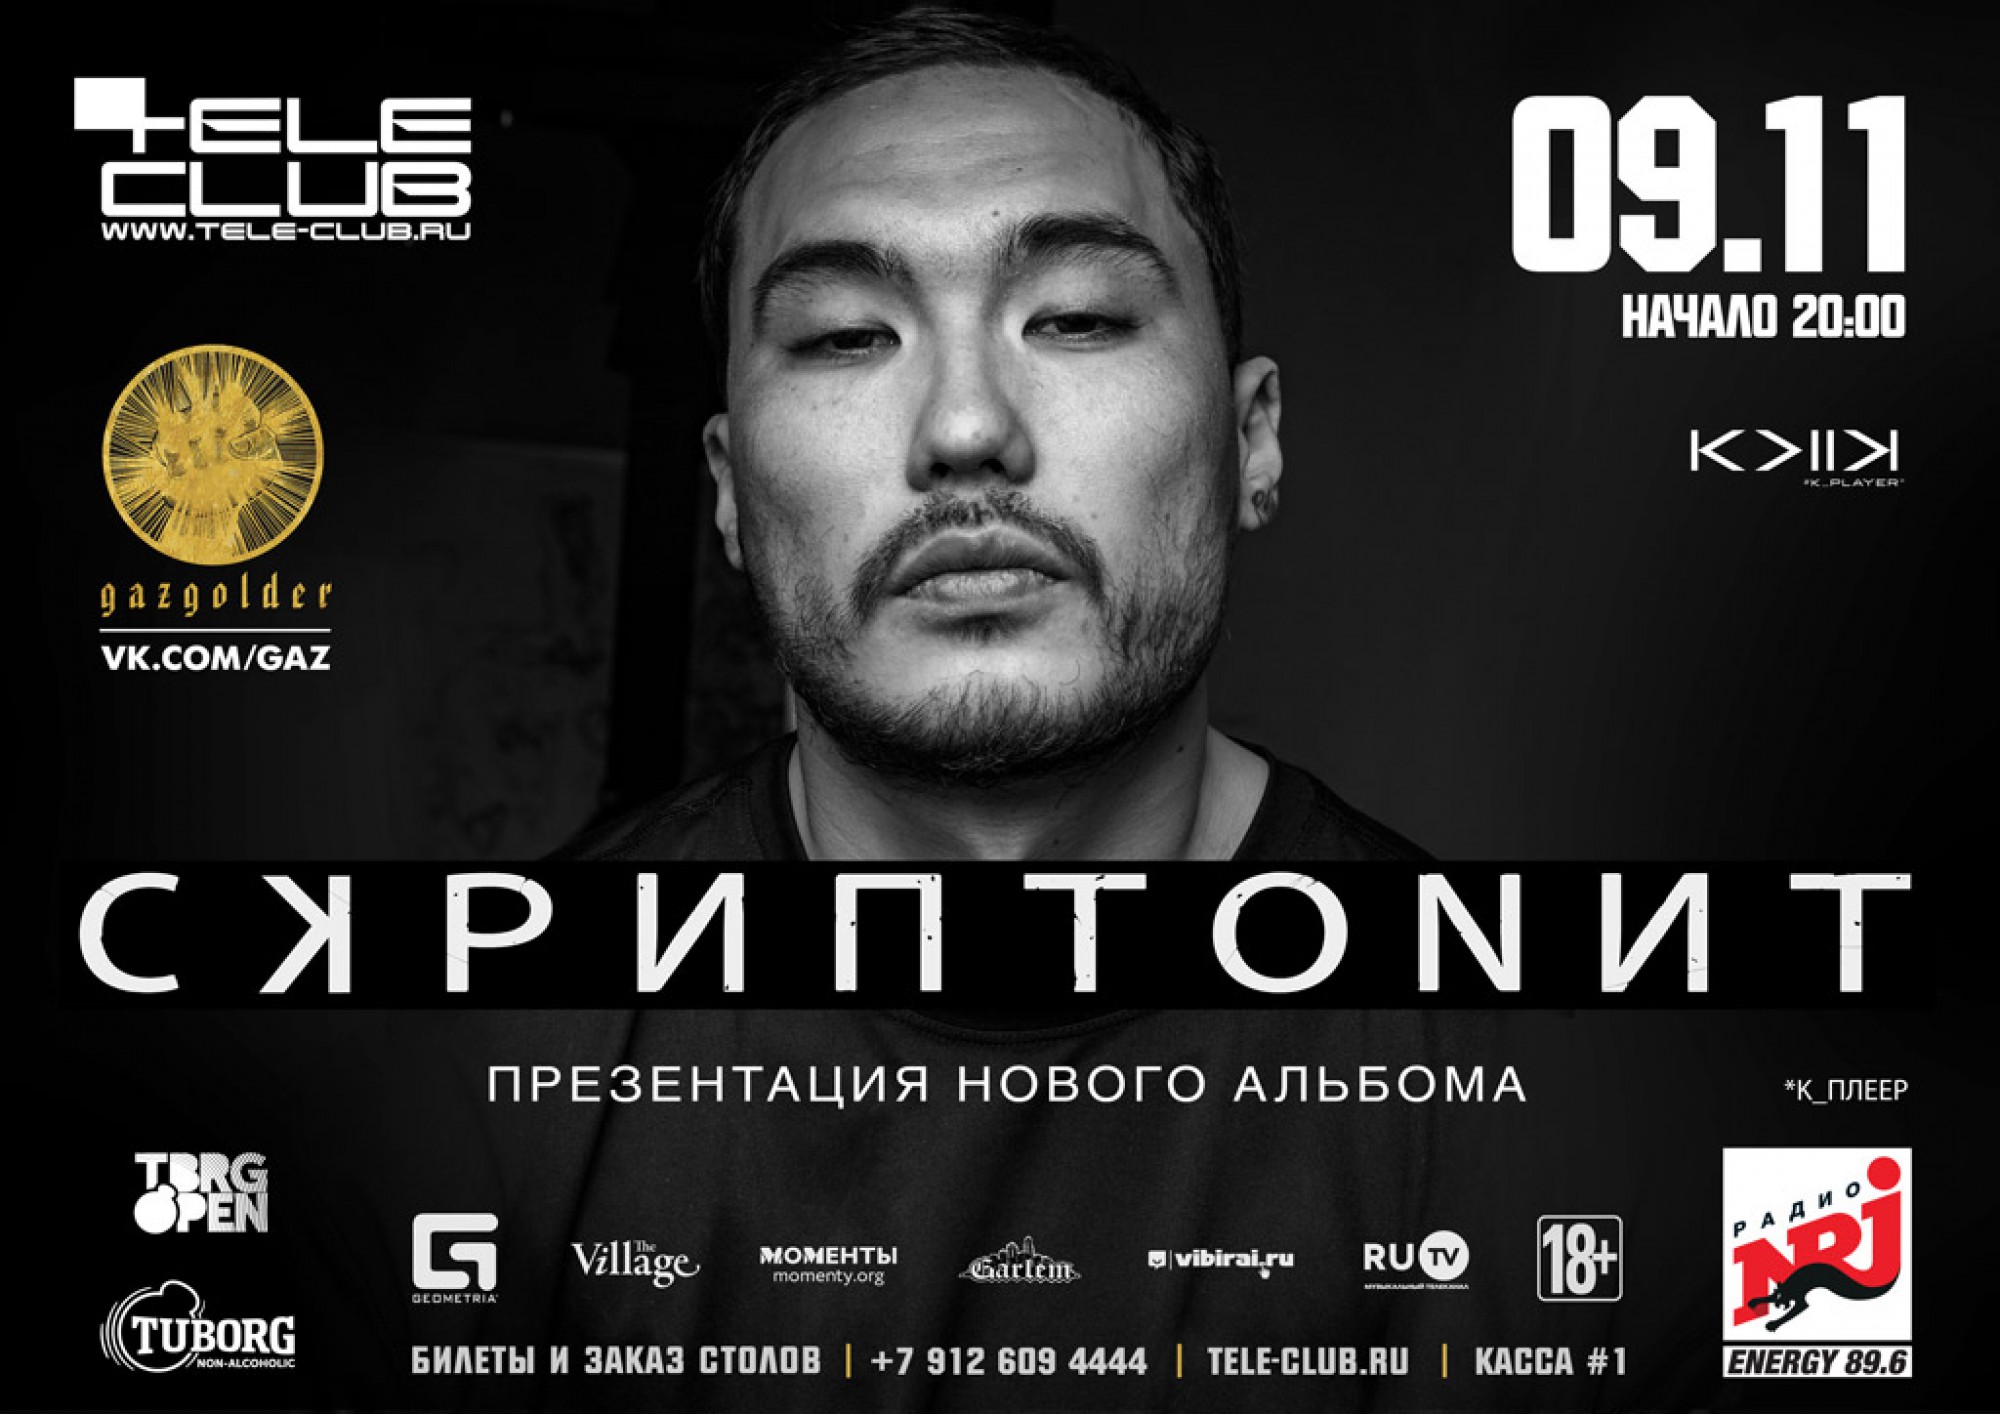 TELE
CLUB
WWW.TELE-CLUB.RU
09.11
НАЧАЛО 20:00
gazgolder
VK.COM/GAZ
#K_PLAYER*
СКРИПТОNИТ
ПРЕЗЕНТАЦИЯ НОВОГО АЛЬБОМА
*К_ПЛЕЕР
TBRG
OPEN
TUBORG
NON-ALCOHOLIC
GEOMETRIA
The
Village
МОМЕНТЫ
momenty.org
Garlem
vibirai.ru
RU TV
МУЗЫКАЛЬНЫЙ ТЕЛЕКАНАЛ
18+
РАДИО
NRJ
ENERGY 89.6
БИЛЕТЫ И ЗАКАЗ СТОЛОВ | +7 912 609 4444 | TELE-CLUB.RU | КАССА #1